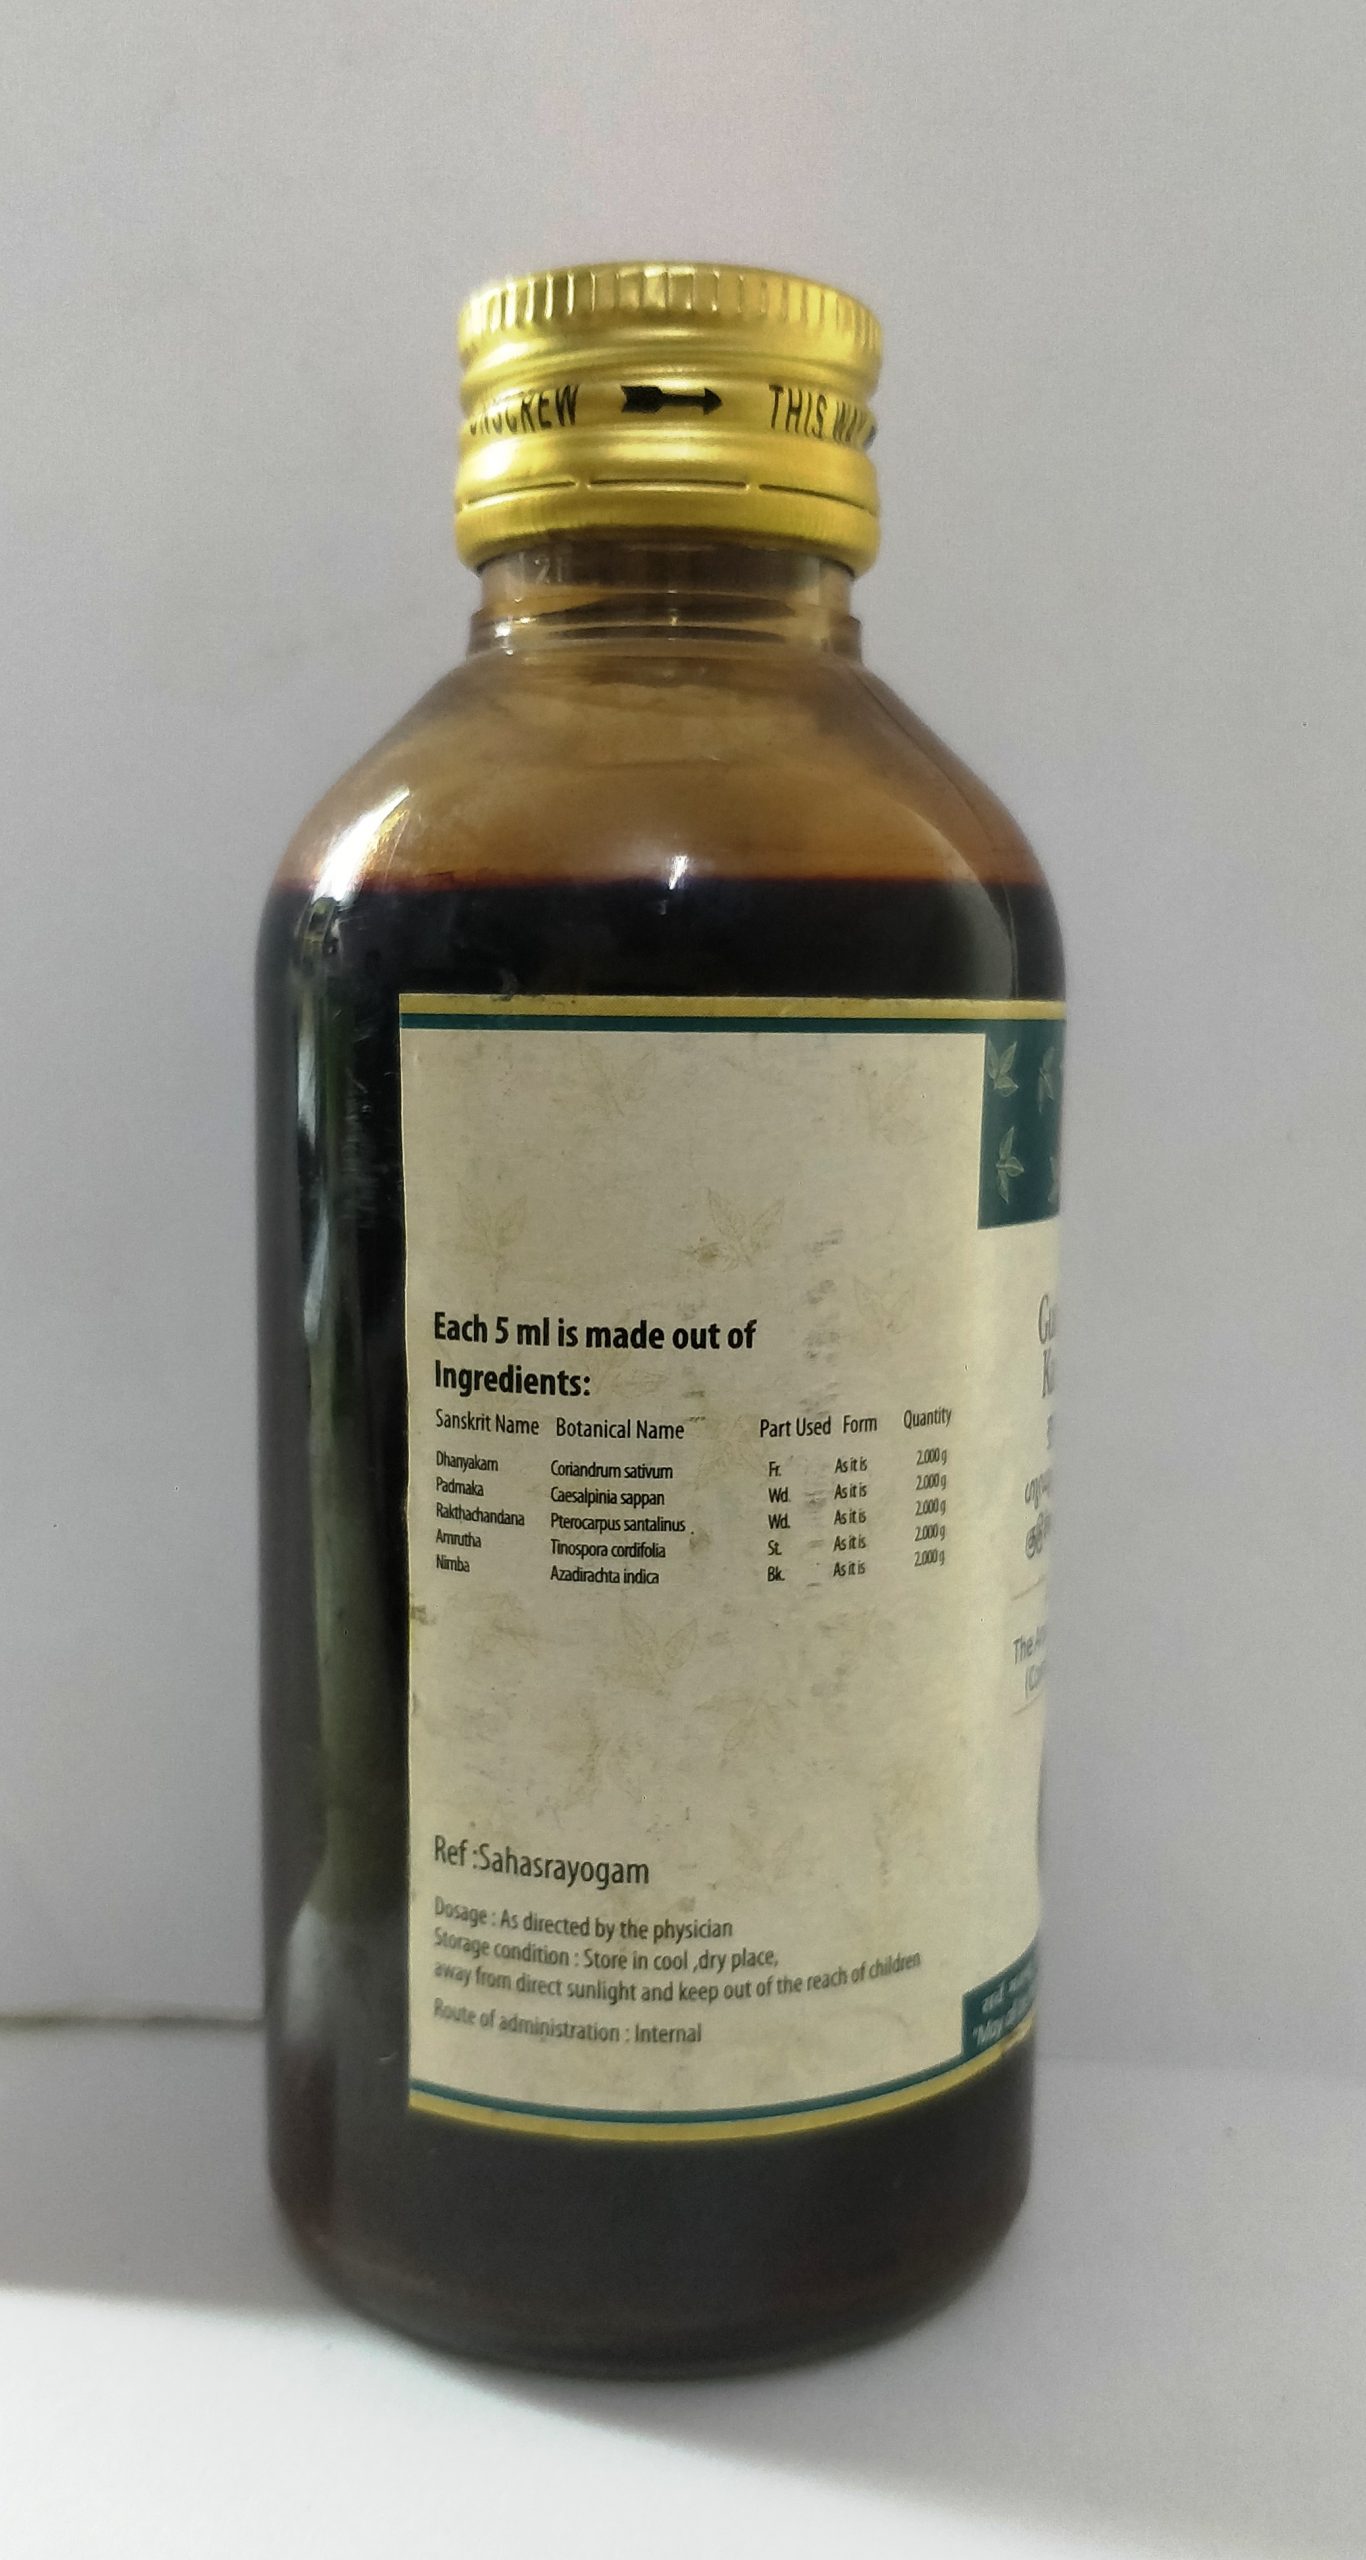 UNSCREW THIS WAY
21
Each 5 ml is made out of
Ingredients:
Sanskrit Name Botanical Name Part Used Form Quantity
Dhanyakam Coriandrum sativum Fr. As it is 2.000 g
Padmaka Caesalpinia sappan Wd. As it is 2.000 g
Rakthachandana Pterocarpus santalinus Wd. As it is 2.000 g
Amrutha Tinospora cordifolia St. As it is 2.000 g
Nimba Azadirachta indica Bk. As it is 2.000 g
Ref :Sahasrayogam
Dosage : As directed by the physician
Storage condition : Store in cool ,dry place,
away from direct sunlight and keep out of the reach of children
Route of administration : Internal
The
"May